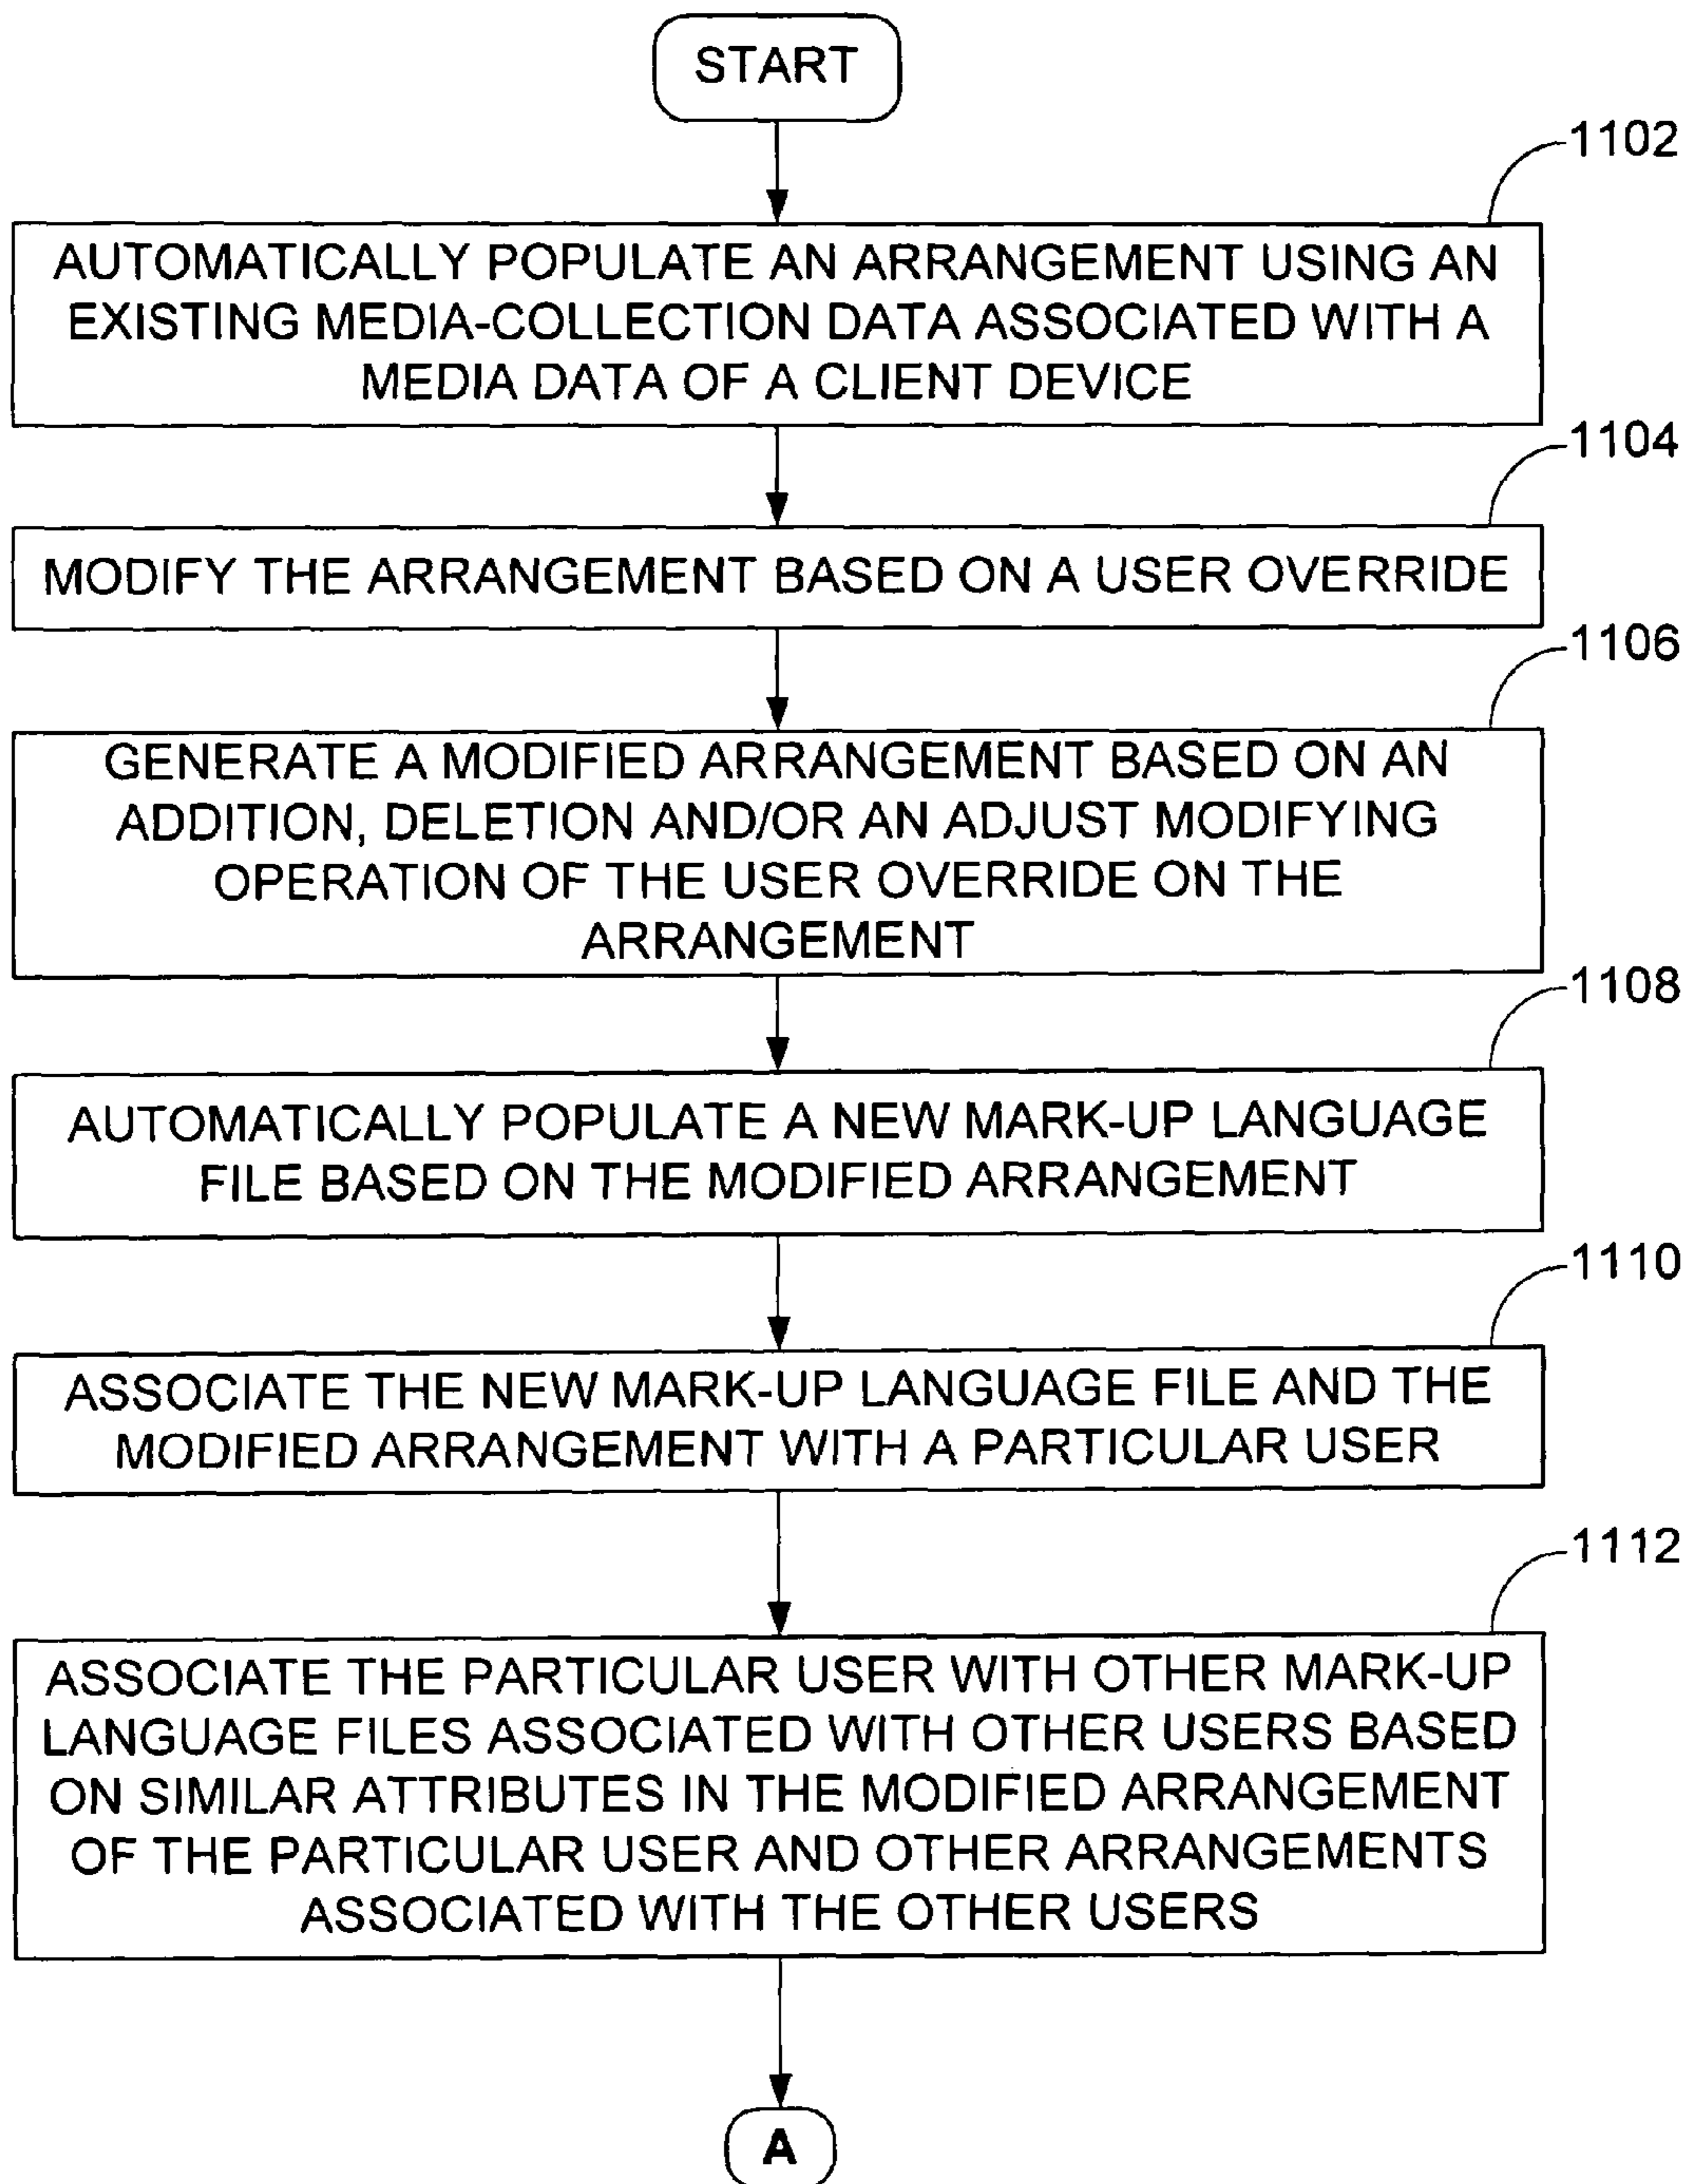 START
1102
AUTOMATICALLY POPULATE AN ARRANGEMENT USING AN
EXISTING MEDIA-COLLECTION DATA ASSOCIATED WITH A
MEDIA DATA OF A CLIENT DEVICE
1104
MODIFY THE ARRANGEMENT BASED ON A USER OVERRIDE
1106
GENERATE A MODIFIED ARRANGEMENT BASED ON AN
ADDITION, DELETION AND/OR AN ADJUST MODIFYING
OPERATION OF THE USER OVERRIDE ON THE
ARRANGEMENT
1108
AUTOMATICALLY POPULATE A NEW MARK-UP LANGUAGE
FILE BASED ON THE MODIFIED ARRANGEMENT
1110
ASSOCIATE THE NEW MARK-UP LANGUAGE FILE AND THE
MODIFIED ARRANGEMENT WITH A PARTICULAR USER
1112
ASSOCIATE THE PARTICULAR USER WITH OTHER MARK-UP
LANGUAGE FILES ASSOCIATED WITH OTHER USERS BASED
ON SIMILAR ATTRIBUTES IN THE MODIFIED ARRANGEMENT
OF THE PARTICULAR USER AND OTHER ARRANGEMENTS
ASSOCIATED WITH THE OTHER USERS
A